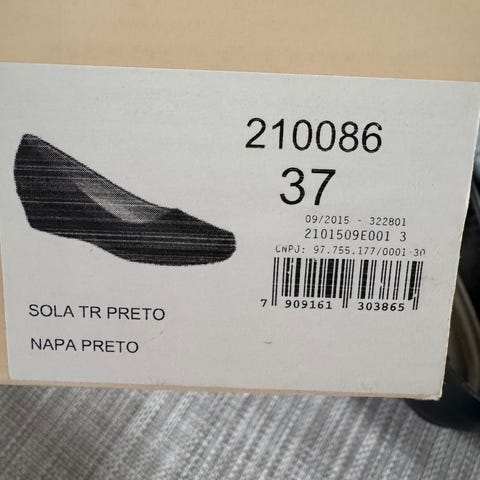 210086
37
09/2015 - 322801
2101509E001 3
CNPJ: 97.755.177/0001-30
7 909161 303865
SOLA TR PRETO
NAPA PRETO